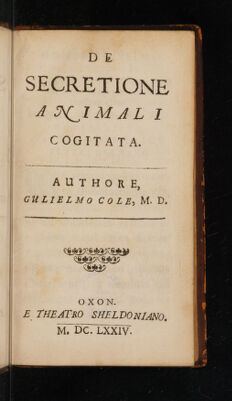 DE
SECRETIONE
ANIMALI
COGITATA.
AUTHORE,
GULIELMO COLE, M. D.
OXON.
E THEATRO SHELDONIANO.
M. DC. LXXIV.